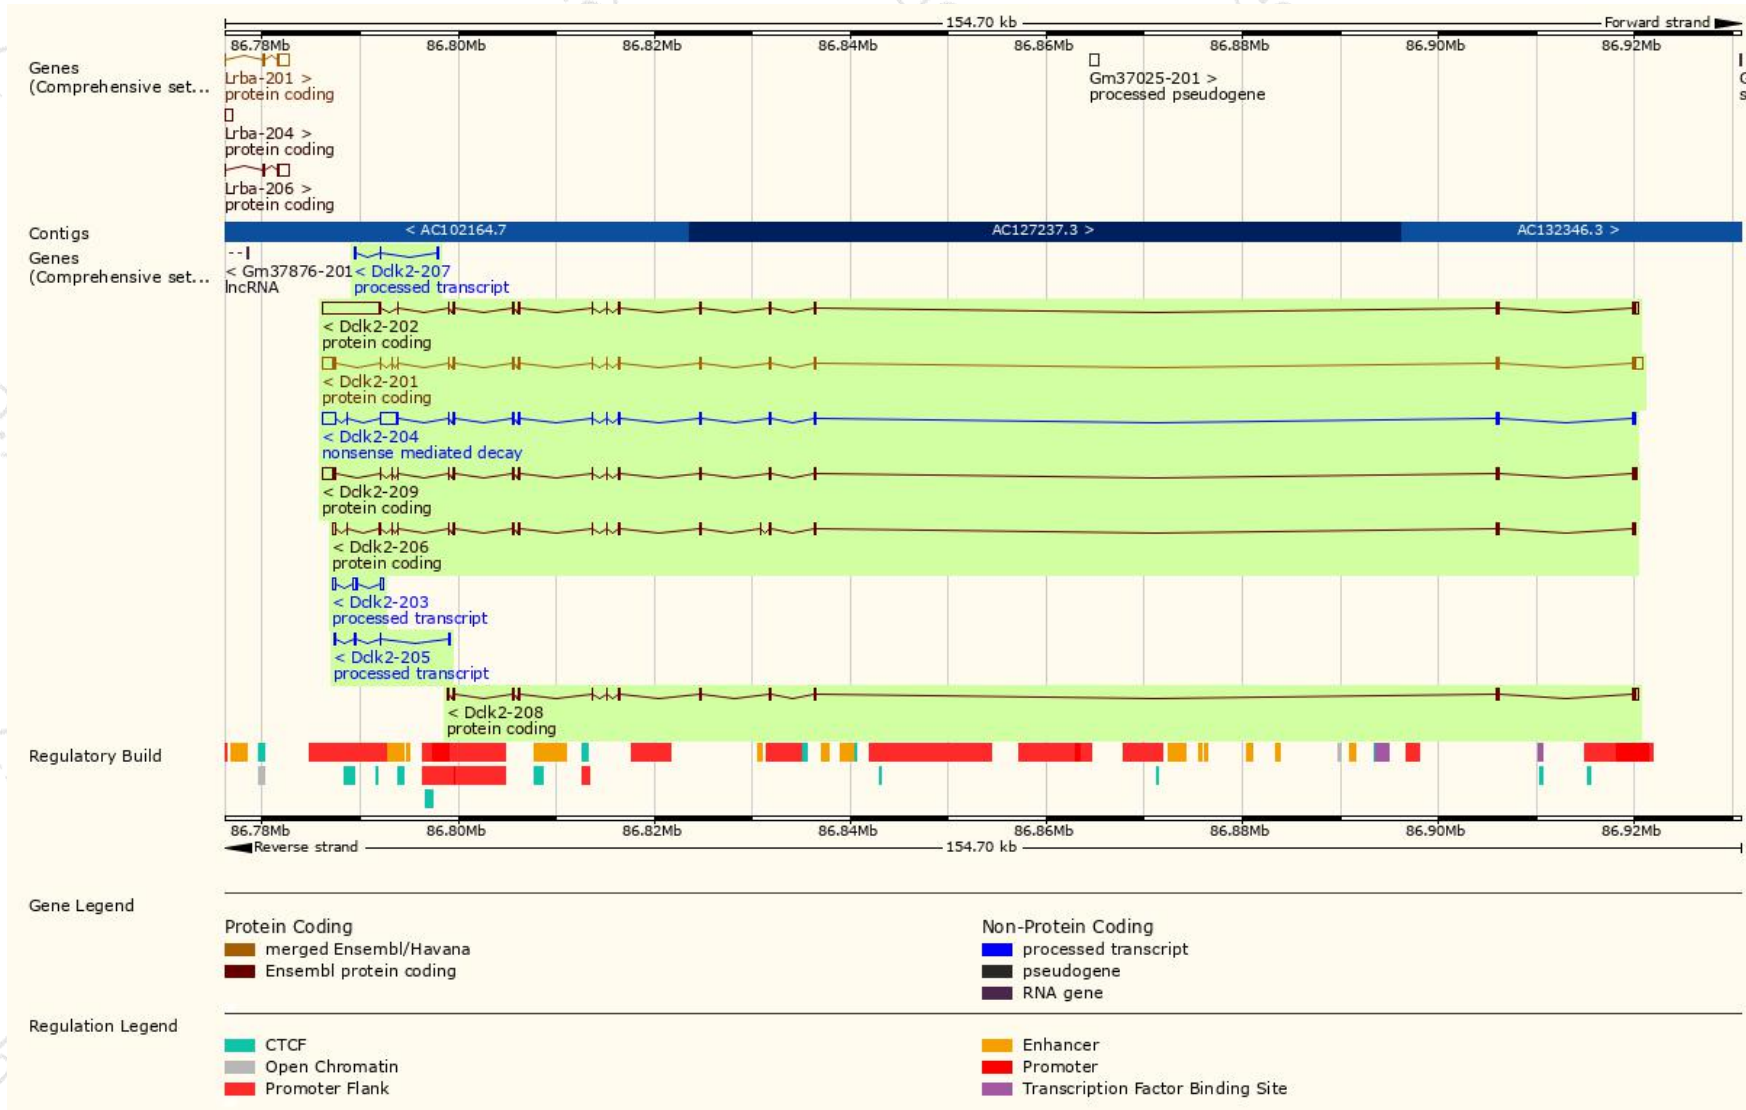 154.70 kb
Forward strand
86.78Mb 86.80Mb 86.82Mb 86.84Mb 86.86Mb 86.88Mb 86.90Mb 86.92Mb
Genes
(Comprehensive set...
Lrba-201 >
protein coding
Gm37025-201 >
processed pseudogene
Lrba-204 >
protein coding
Lrba-206 >
protein coding
Contigs
< AC102164.7 AC127237.3 > AC132346.3 >
Genes
(Comprehensive set...
< Gm37876-201
lncRNA
< Dclk2-207
processed transcript
< Dclk2-202
protein coding
< Dclk2-201
protein coding
< Dclk2-204
nonsense mediated decay
< Dclk2-209
protein coding
< Dclk2-206
protein coding
< Dclk2-203
processed transcript
< Dclk2-205
processed transcript
< Dclk2-208
protein coding
Regulatory Build
86.78Mb 86.80Mb 86.82Mb 86.84Mb 86.86Mb 86.88Mb 86.90Mb 86.92Mb
Reverse strand
154.70 kb
Gene Legend
Protein Coding
merged Ensembl/Havana
Ensembl protein coding
Non-Protein Coding
processed transcript
pseudogene
RNA gene
Regulation Legend
CTCF
Open Chromatin
Promoter Flank
Enhancer
Promoter
Transcription Factor Binding Site